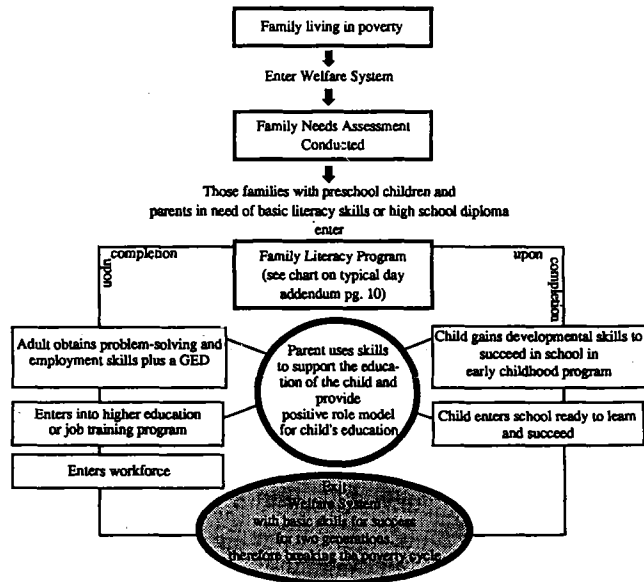 Family living in poverty
Enter Welfare System
Family Needs Assessment
Conducted
Those families with preschool children and
parents in need of basic literacy skills or high school diploma
enter
upon
completion
Family Literacy Program
(see chart on typical day
addendum pg. 10)
upon
completion
Adult obtains problem-solving and
employment skills plus a GED
Parent uses skills
to support the educa-
tion of the child and
provide
positive role model
for child's education
Child gains developmental skills to
succeed in school in
early childhood program
Enters into higher education
or job training program
Child enters school ready to learn
and succeed
Enters workforce
Exit
Welfare System
with basic skills for success
for two generations,
therefore breaking the poverty cycle